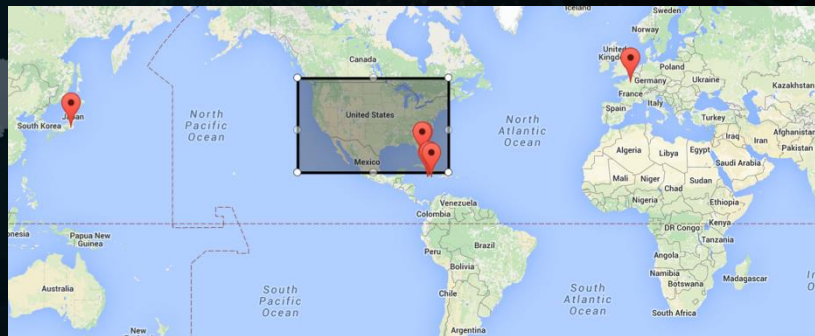 Iceland
Sweden
Norway
Canada
United
Kingdom
Poland
Germany
Ukraine
Kazakhstan
France
Italy
Spain
Turkey
United States
North
Pacific
Ocean
North
Atlantic
Ocean
South Korea
Japan
Iraq
Iran
Afghanistan
Pakistan
Algeria
Libya
Egypt
Saudi Arabia
Mexico
Mali
Niger
Sudan
Chad
Nigeria
Ethiopia
Venezuela
Colombia
DR Congo
Kenya
Tanzania
Papua New
Guinea
Peru
Brazil
Angola
Bolivia
Namibia
Botswana
Madagascar
Australia
South
Pacific
Ocean
Chile
South
Atlantic
Ocean
South Africa
New
Argentina